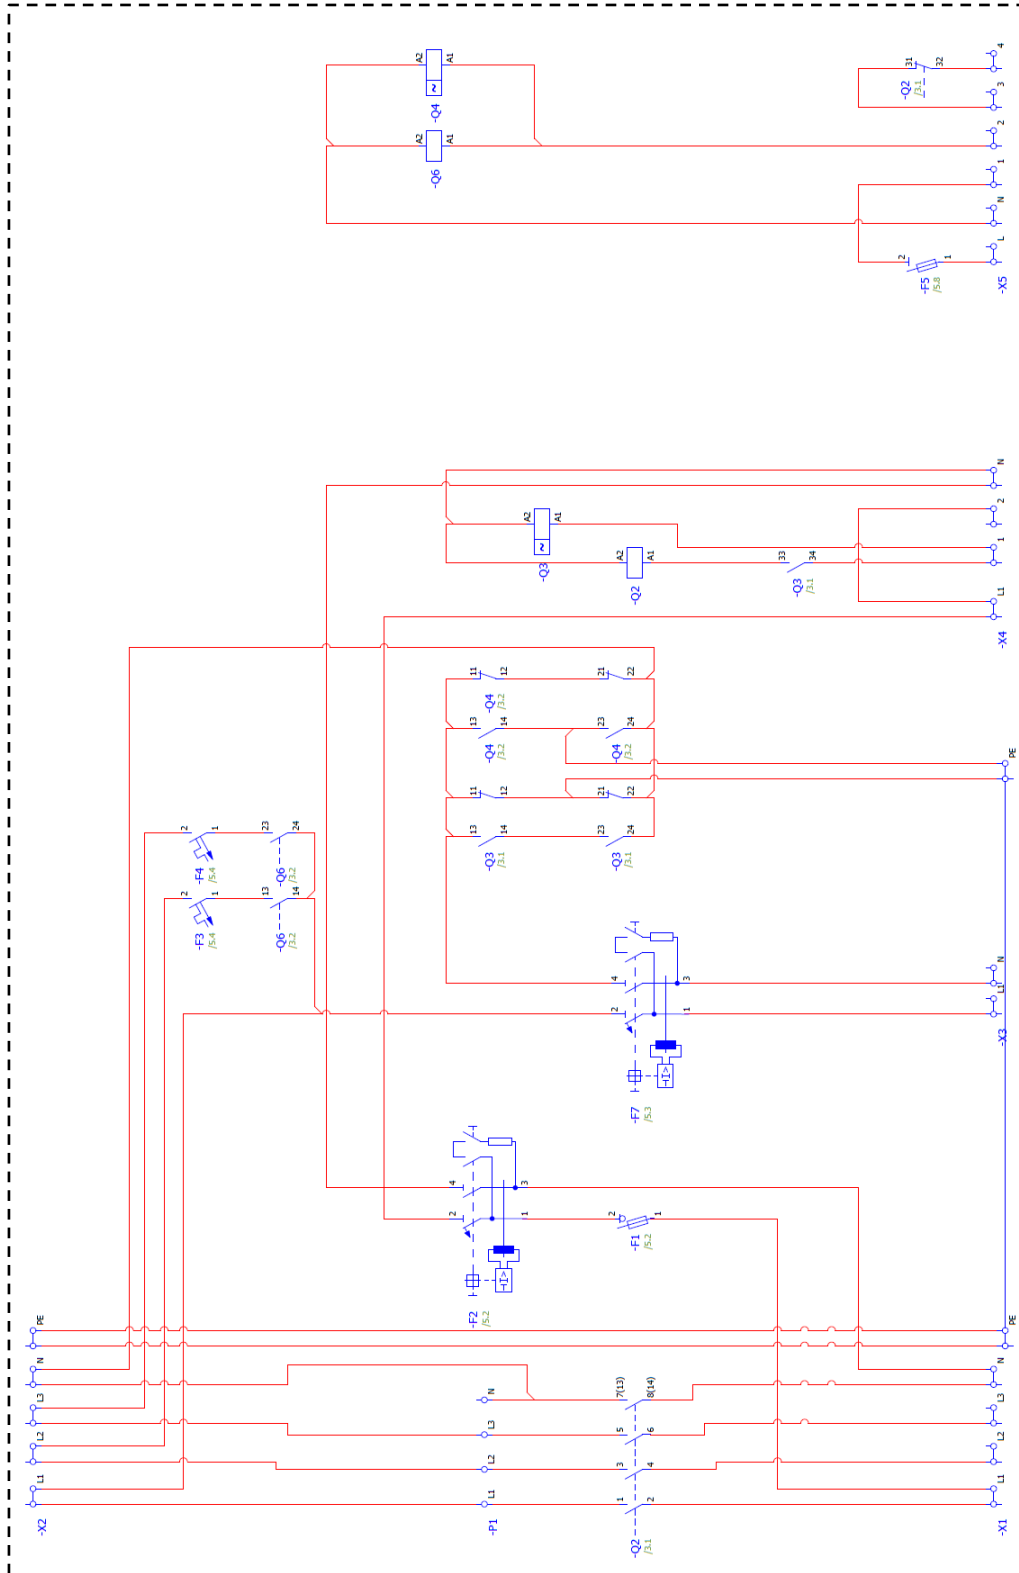 -X2 L1 L2 L3 N PE
2 2
-F3 -F4
/5.4 /5.4
1 1
13 23
-Q6 -Q6
/3.2 /3.2
14 24
A2 A2
-Q6 -Q4
~
A1 A1
2 4
-F2
/5.2
I>
1 3
13 11 13 11
-Q3 -Q4 -Q4
/3.1 /3.2 /3.2
14 12 14 12
-P1 L1 L2 L3 N
A2
-Q3
~
A1
23 21 23 21
-Q3 -Q4
/3.1 /3.2
24 22 24 22
2 4
-F7
/5.3
I>
1 3
2
-F1
/5.2
1
1 3 5 7(13)
-Q2
/3.1
2 4 6 8(14)
A2
-Q2
A1
33
-Q3
/3.1
34
2 31
-F5 -Q2
/5.8 /3.1
1 32
-X1 L1 L2 L3 N PE
-X3 L1 N PE
-X4 L1 1 2 N
-X5 L N 1 2 3 4